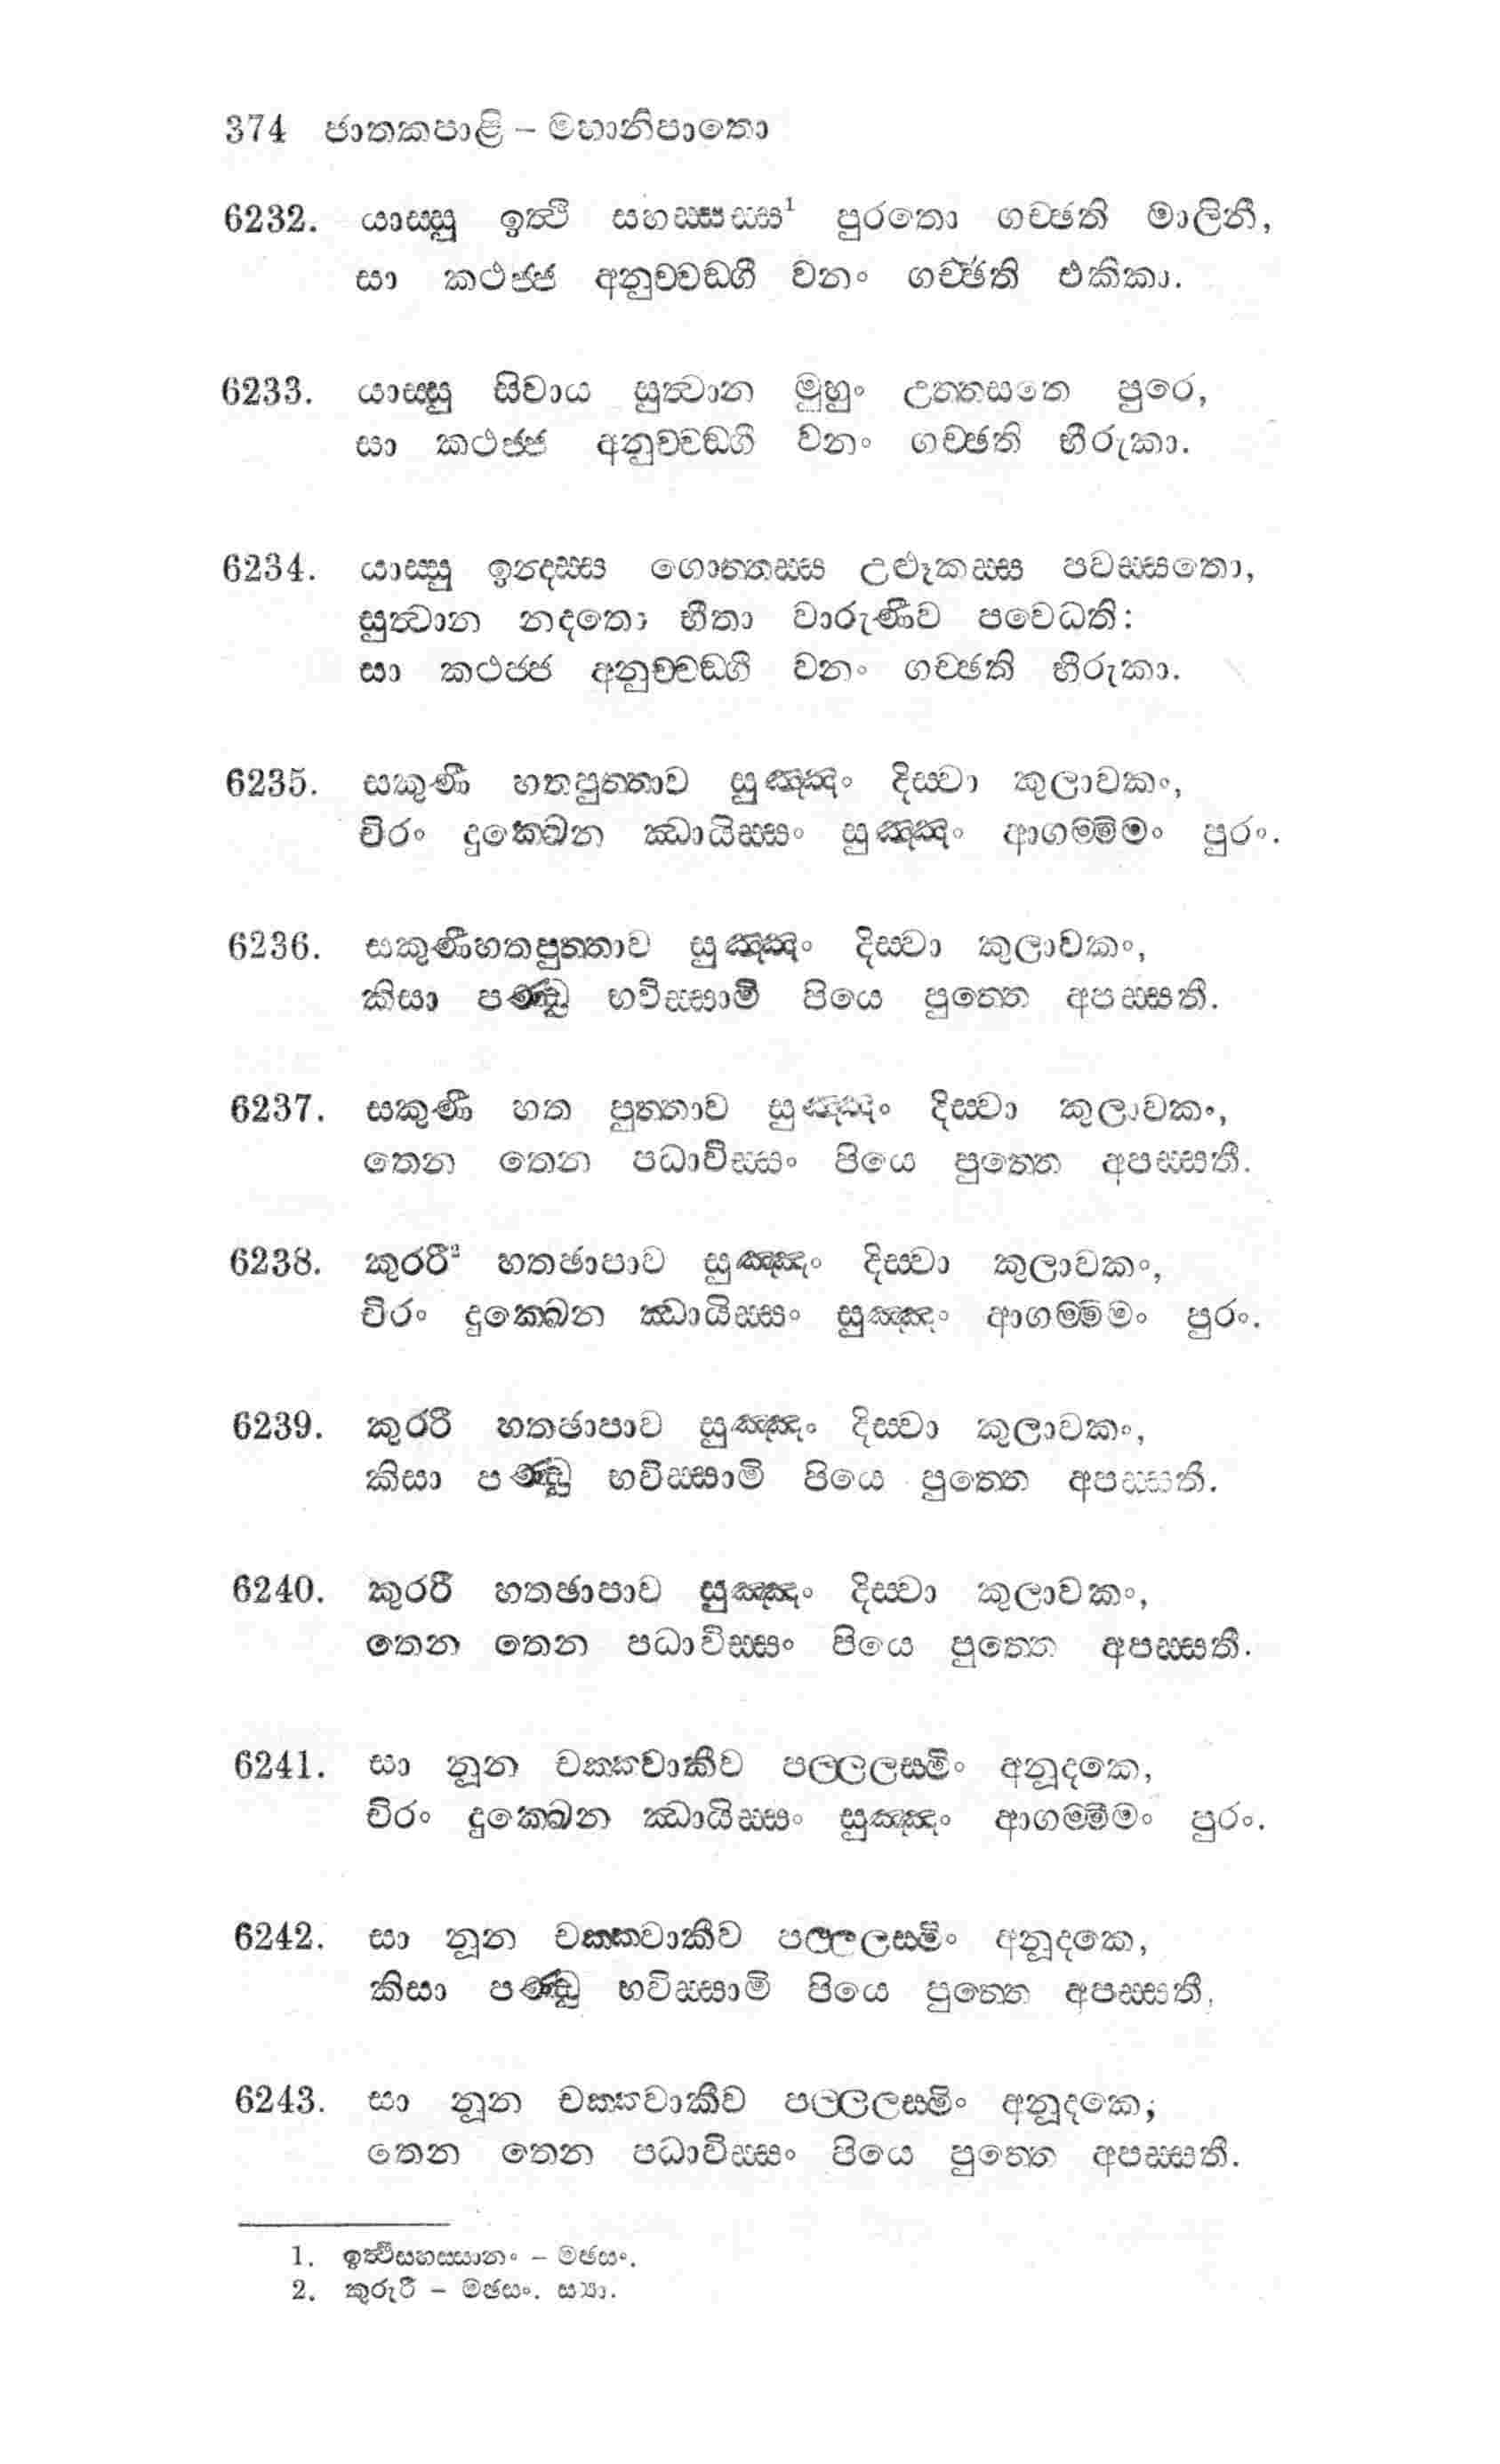 374 ජාතකපාළි – මහානිපාතො
6232. යාස්සු ඉත්ථි සහස්සස්ස¹ පුරතො ගච්ඡති මාලිනී,
සා කථජ්ජ අනුච්චඞ්ගී වනං ගච්ඡති එකිකා.
6233. යාස්සු සිවාය සුත්වාන මුහුං උත්තසතෙ පුරෙ,
සා කථජ්ජ අනුච්චඞ්ගී වනං ගච්ඡති භීරුකා.
6234. යාස්සු ඉන්දස්ස ගොත්තස්ස උළූකස්ස පවස්සතො,
සුත්වාන නදතො භීතා වාරුණීව පවෙධති:
සා කථජ්ජ අනුච්චඞ්ගී වනං ගච්ඡති භීරුකා.
6235. සකුණී හතපුත්තාව සුඤ්ඤං දිස්වා කුලාවකං,
චිරං දුක්ඛෙන ඣායිස්සං සුඤ්ඤං ආගම්මිමං පුරං.
6236. සකුණීහතපුත්තාව සුඤ්ඤං දිස්වා කුලාවකං,
කිසා පණ්ඩු භවිස්සාමි පියෙ පුත්තෙ අපස්සතී.
6237. සකුණී හත පුත්තාව සුඤ්ඤං දිස්වා කුලාවකං,
තෙන තෙන පධාවිස්සං පියෙ පුත්තෙ අපස්සතී.
6238. කුරරී² හතඡාපාව සුඤ්ඤං දිස්වා කුලාවකං,
චිරං දුක්ඛෙන ඣායිස්සං සුඤ්ඤං ආගම්මිමං පුරං.
6239. කුරරී හතඡාපාව සුඤ්ඤං දිස්වා කුලාවකං,
කිසා පණ්ඩු භවිස්සාමි පියෙ පුත්තෙ අපස්සතී.
6240. කුරරී හතඡාපාව සුඤ්ඤං දිස්වා කුලාවකං,
තෙන තෙන පධාවිස්සං පියෙ පුත්තෙ අපස්සතී.
6241. සා නූන චක්කවාකීව පල්ලලස්මිං අනූදකෙ,
චිරං දුක්ඛෙන ඣායිස්සං සුඤ්ඤං ආගම්මිමං පුරං.
6242. සා නූන චක්කවාකීව පල්ලලස්මිං අනූදකෙ,
කිසා පණ්ඩු භවිස්සාමි පියෙ පුත්තෙ අපස්සතී.
6243. සා නූන චක්කවාකීව පල්ලලස්මිං අනූදකෙ,
තෙන තෙන පධාවිස්සං පියෙ පුත්තෙ අපස්සතී.
1. ඉත්ථීසහස්සානං – මඡසං.
2. කුරුරී – මඡසං. ස්‍යා.